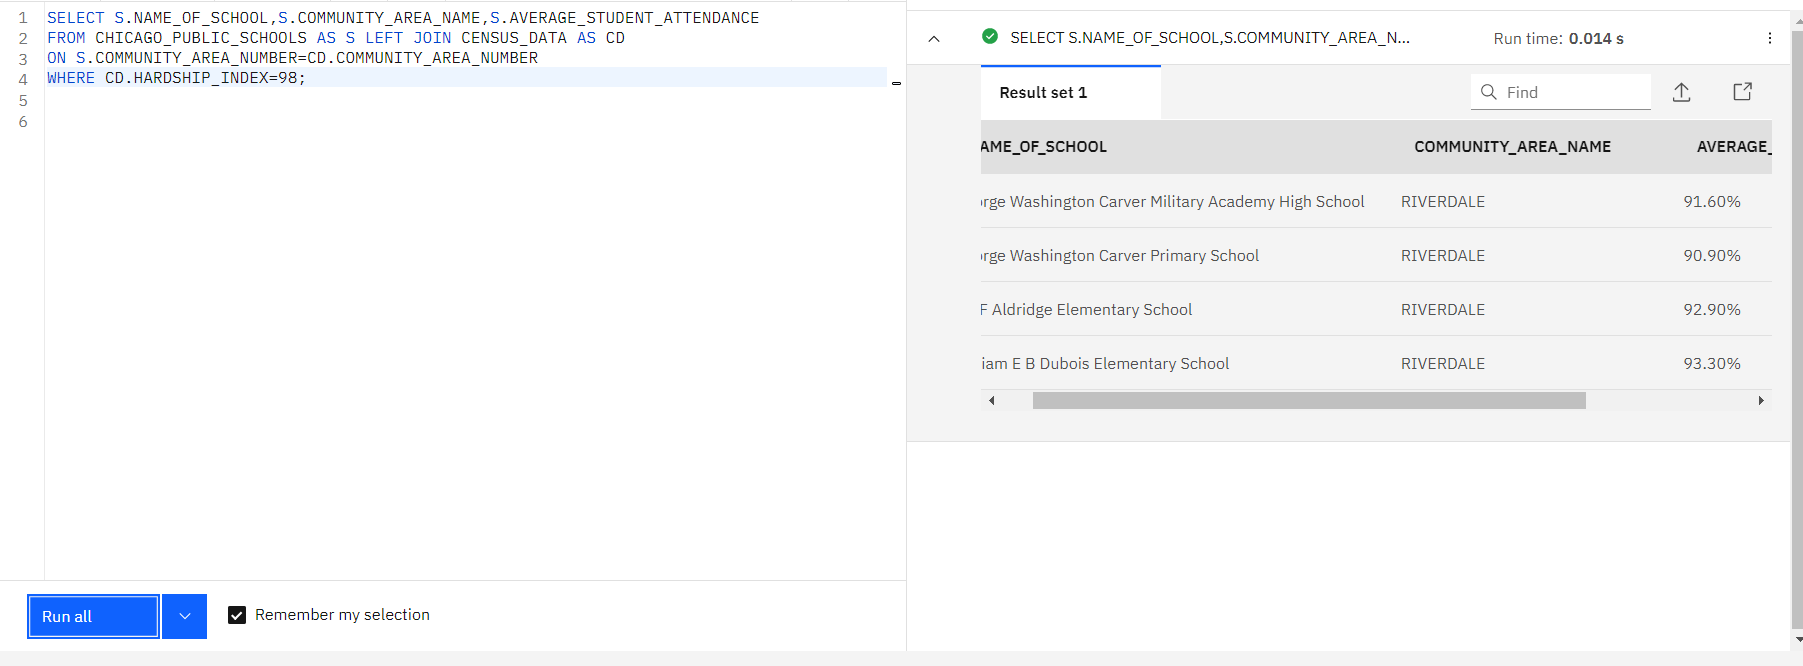 1 SELECT S.NAME_OF_SCHOOL,S.COMMUNITY_AREA_NAME,S.AVERAGE_STUDENT_ATTENDANCE
2 FROM CHICAGO_PUBLIC_SCHOOLS AS S LEFT JOIN CENSUS_DATA AS CD
3 ON S.COMMUNITY_AREA_NUMBER=CD.COMMUNITY_AREA_NUMBER
4 WHERE CD.HARDSHIP_INDEX=98;
5
6
Run all
Remember my selection
SELECT S.NAME_OF_SCHOOL,S.COMMUNITY_AREA_N... Run time: 0.014 s
Result set 1
Find
AME_OF_SCHOOL COMMUNITY_AREA_NAME AVERAGE_
orge Washington Carver Military Academy High School RIVERDALE 91.60%
orge Washington Carver Primary School RIVERDALE 90.90%
F Aldridge Elementary School RIVERDALE 92.90%
iam E B Dubois Elementary School RIVERDALE 93.30%